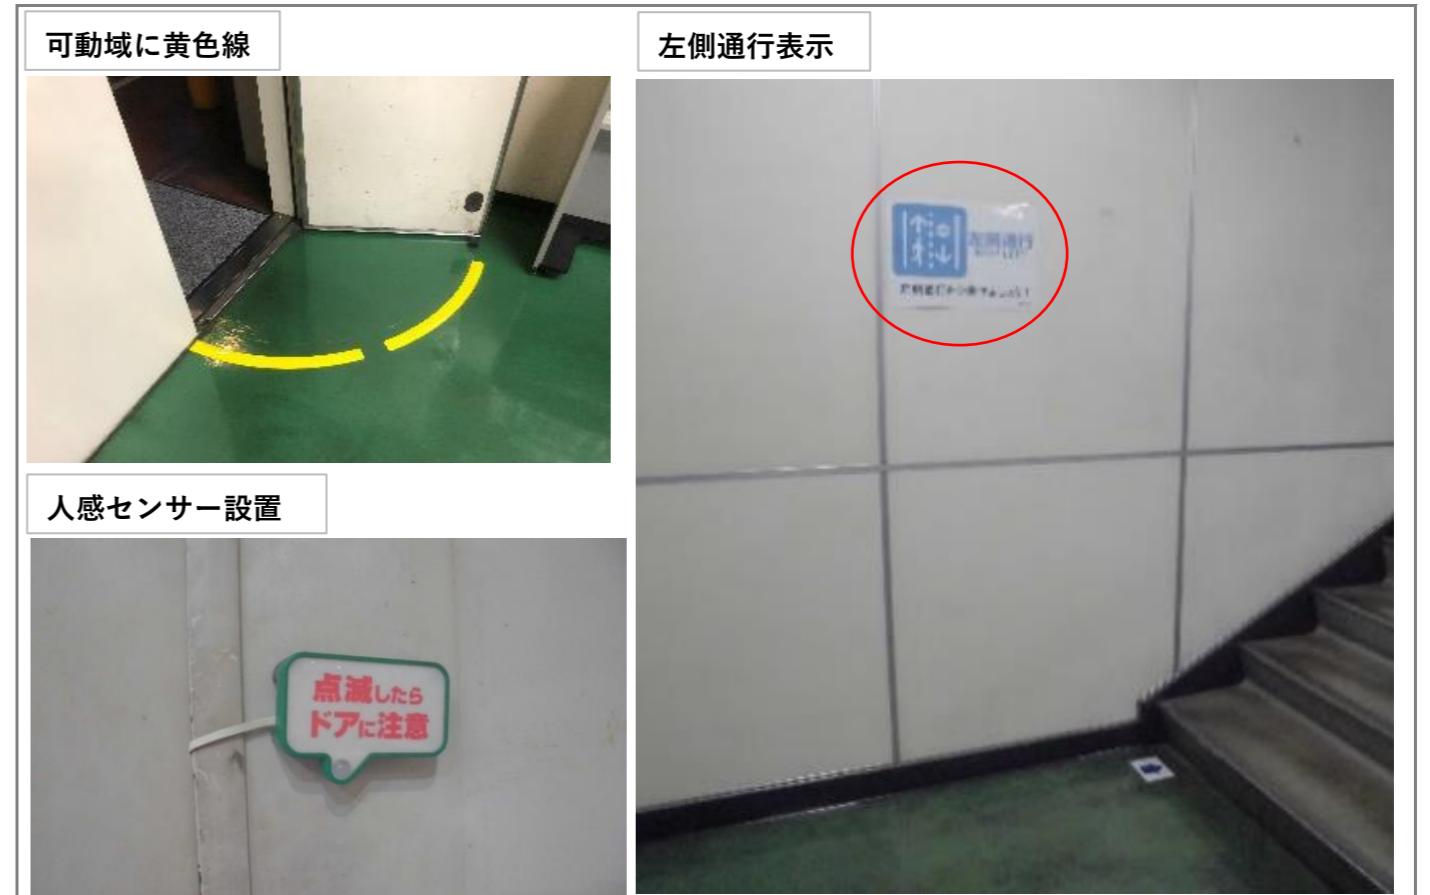 可動域に黄色線
左側通行表示
左側通行
人感センサー設置
点滅したら
ドアに注意